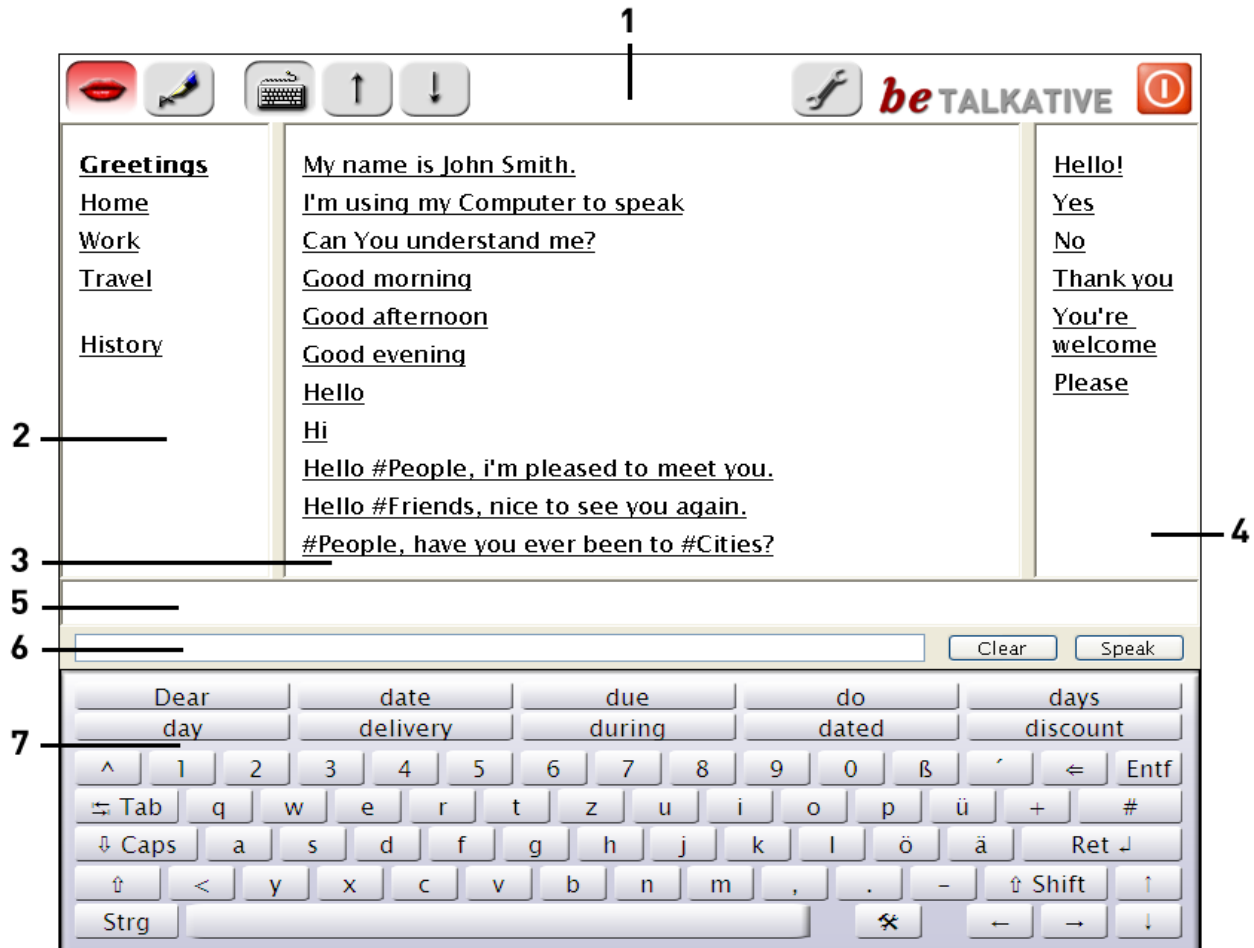 1
be TALKATIVE
Greetings
Home
Work
Travel
History
My name is John Smith.
I'm using my Computer to speak
Can You understand me?
Good morning
Good afternoon
Good evening
Hello
Hi
Hello #People, i'm pleased to meet you.
Hello #Friends, nice to see you again.
#People, have you ever been to #Cities?
Hello!
Yes
No
Thank you
You're
welcome
Please
2
3
4
5
6
Clear Speak
7
Dear date due do days
day delivery during dated discount
^ 1 2 3 4 5 6 7 8 9 0 ß ´ ⇐ Entf
↹ Tab q w e r t z u i o p ü + #
⇩ Caps a s d f g h j k l ö ä Ret ↲
⇧ < y x c v b n m , . - ⇧ Shift ↑
Strg ← → ↓